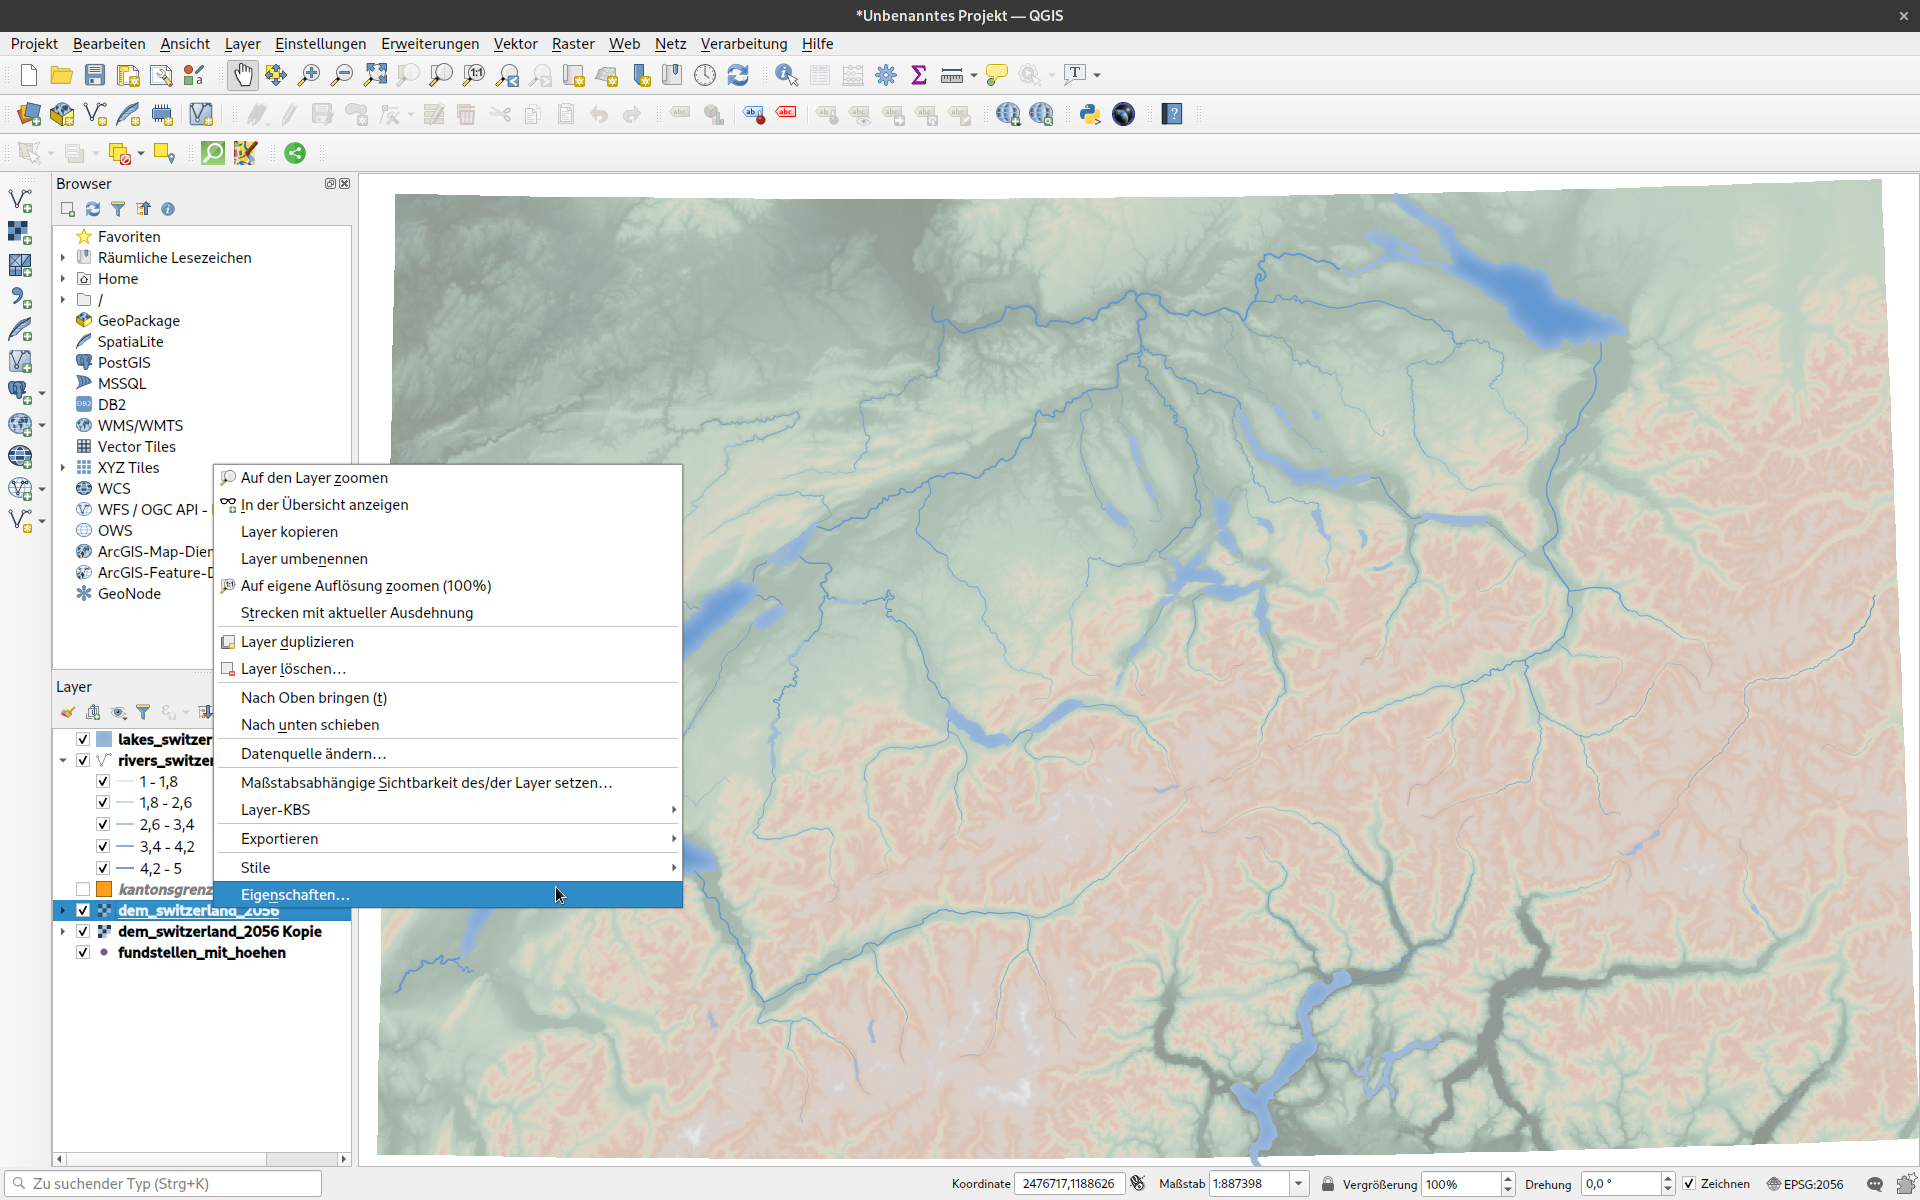 *Unbenanntes Projekt — QGIS
Projekt Bearbeiten Ansicht Layer Einstellungen Erweiterungen Vektor Raster Web Netz Verarbeitung Hilfe
Browser
Favoriten
Räumliche Lesezeichen
Home
/
GeoPackage
SpatiaLite
PostGIS
MSSQL
DB2
WMS/WMTS
Vector Tiles
XYZ Tiles
WCS
WFS / OGC API -
OWS
ArcGIS-Map-Dien
ArcGIS-Feature-D
GeoNode
Auf den Layer zoomen
In der Übersicht anzeigen
Layer kopieren
Layer umbenennen
Auf eigene Auflösung zoomen (100%)
Strecken mit aktueller Ausdehnung
Layer duplizieren
Layer löschen…
Nach Oben bringen (t)
Nach unten schieben
Datenquelle ändern…
Maßstabsabhängige Sichtbarkeit des/der Layer setzen…
Layer-KBS
Exportieren
Stile
Eigenschaften…
Layer
lakes_switzer
rivers_switzer
1 - 1,8
1,8 - 2,6
2,6 - 3,4
3,4 - 4,2
4,2 - 5
kantonsgrenz
dem_switzerland_2056
dem_switzerland_2056 Kopie
fundstellen_mit_hoehen
Zu suchender Typ (Strg+K)
Koordinate 2476717,1188626 Maßstab 1:887398 Vergrößerung 100% Drehung 0,0 ° Zeichnen EPSG:2056